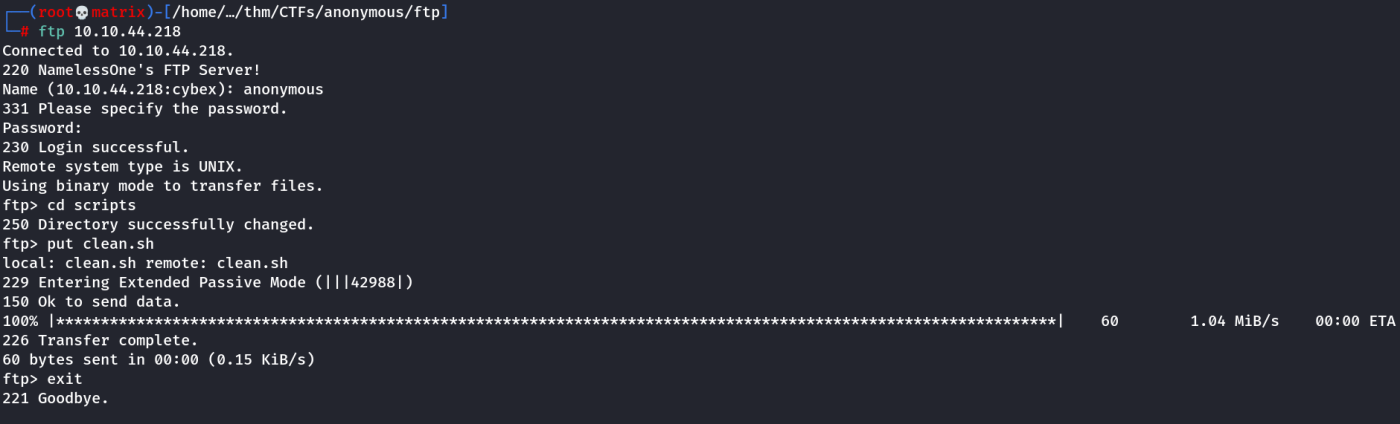 ┌──(root💀matrix)-[/home/…/thm/CTFs/anonymous/ftp]
└─# ftp 10.10.44.218
Connected to 10.10.44.218.
220 NamelessOne's FTP Server!
Name (10.10.44.218:cybex): anonymous
331 Please specify the password.
Password:
230 Login successful.
Remote system type is UNIX.
Using binary mode to transfer files.
ftp> cd scripts
250 Directory successfully changed.
ftp> put clean.sh
local: clean.sh remote: clean.sh
229 Entering Extended Passive Mode (|||42988|)
150 Ok to send data.
100% |****************************************************************************************************************| 60 1.04 MiB/s 00:00 ETA
226 Transfer complete.
60 bytes sent in 00:00 (0.15 KiB/s)
ftp> exit
221 Goodbye.